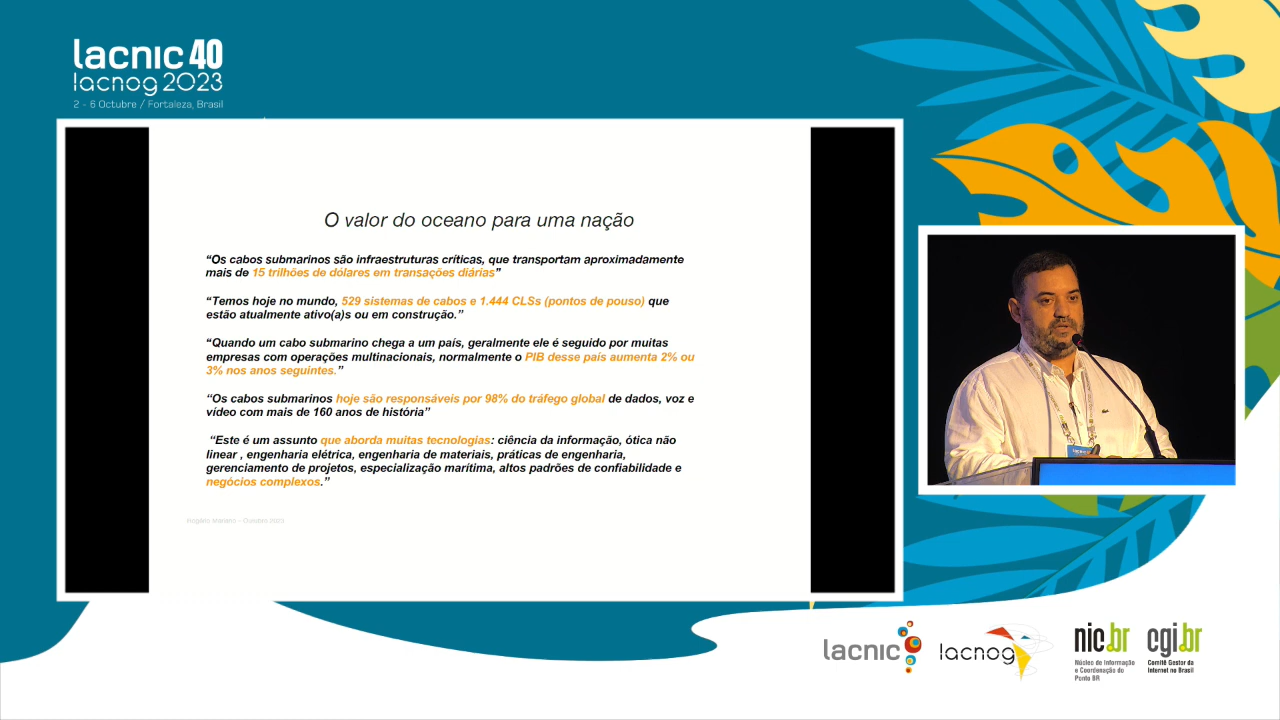 lacnic 40
lacnog 2023
2 - 6 Octubre / Fortaleza, Brasil
O valor do oceano para uma nação
“Os cabos submarinos são infraestruturas críticas, que transportam aproximadamente
mais de 15 trilhões de dólares em transações diárias”
“Temos hoje no mundo, 529 sistemas de cabos e 1.444 CLSs (pontos de pouso) que
estão atualmente ativo(a)s ou em construção.”
“Quando um cabo submarino chega a um país, geralmente ele é seguido por muitas
empresas com operações multinacionais, normalmente o PIB desse país aumenta 2% ou
3% nos anos seguintes.”
“Os cabos submarinos hoje são responsáveis por 98% do tráfego global de dados, voz e
vídeo com mais de 160 anos de história”
“Este é um assunto que aborda muitas tecnologias: ciência da informação, ótica não
linear , engenharia elétrica, engenharia de materiais, práticas de engenharia,
gerenciamento de projetos, especialização marítima, altos padrões de confiabilidade e
negócios complexos.”
Rogério Mariano – Outubro 2023
lacnic
lacnog
nic.br
Núcleo de Informação
e Coordenação do
Ponto BR
cgi.br
Comitê Gestor da
Internet no Brasil